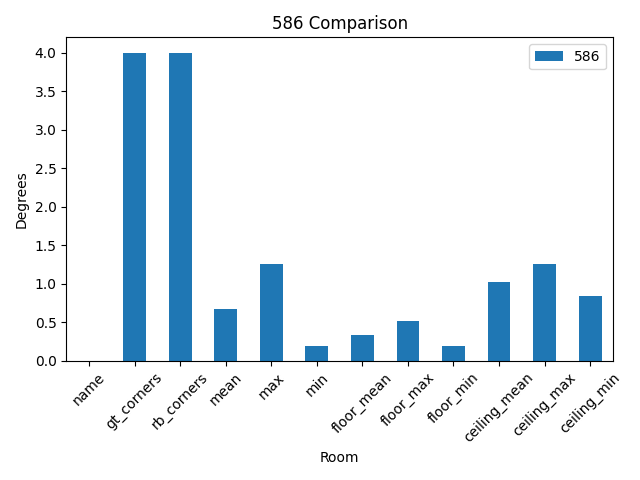 586 Comparison
586
Degrees
4.0
3.5
3.0
2.5
2.0
1.5
1.0
0.5
0.0
name
gt_corners
rb_corners
mean
max
min
floor_mean
floor_max
floor_min
ceiling_mean
ceiling_max
ceiling_min
Room